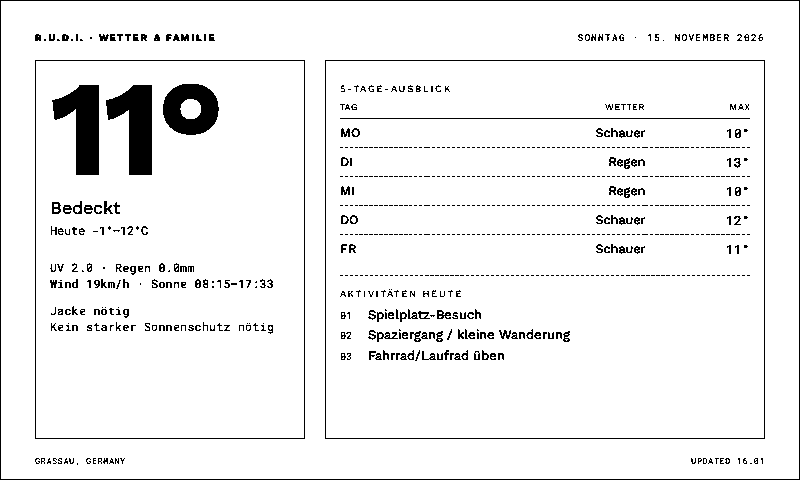 R.U.D.I. · WETTER & FAMILIE
SONNTAG · 15. NOVEMBER 2026
11°
Bedeckt
Heute -1°–12°C
UV 2.0 · Regen 0.0mm
Wind 19km/h · Sonne 08:15–17:33
Jacke nötig
Kein starker Sonnenschutz nötig
5-TAGE-AUSBLICK
TAG WETTER MAX
MO Schauer 10°
DI Regen 13°
MI Regen 10°
DO Schauer 12°
FR Schauer 11°
AKTIVITÄTEN HEUTE
01 Spielplatz-Besuch
02 Spaziergang / kleine Wanderung
03 Fahrrad/Laufrad üben
GRASSAU, GERMANY
UPDATED 16.01